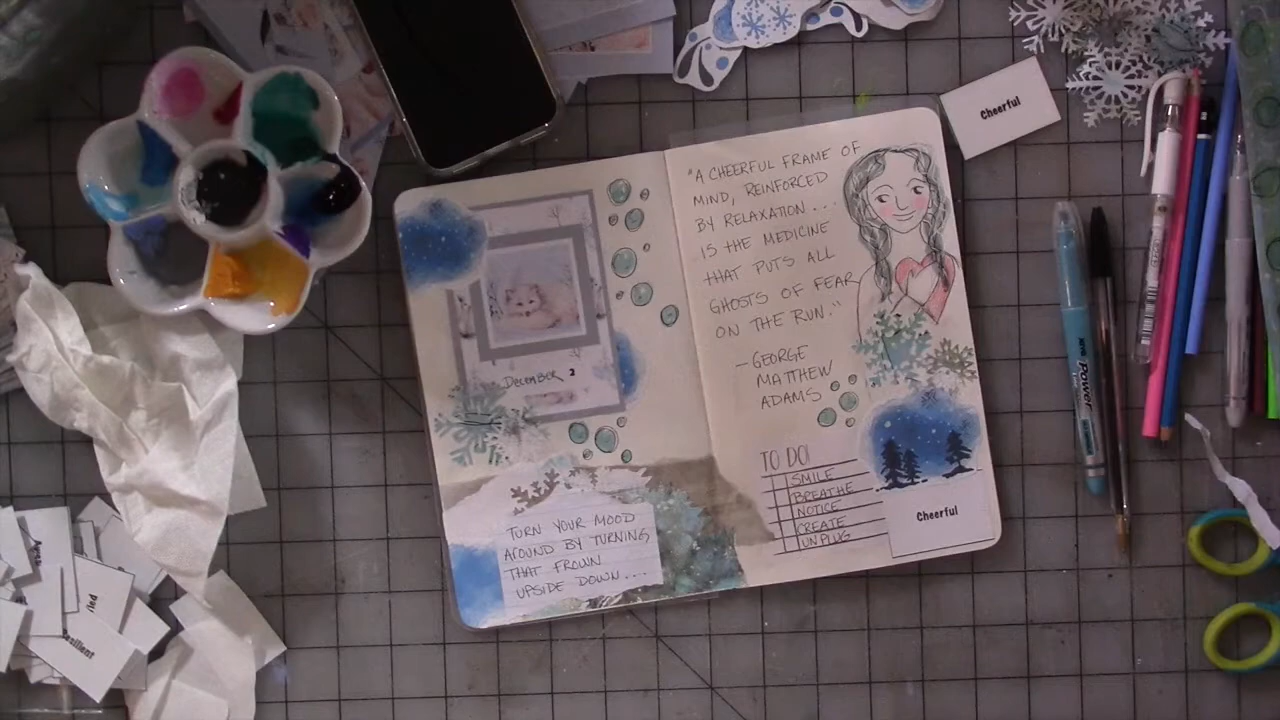 Cheerful
"A CHEERFUL FRAME OF
MIND, REINFORCED
BY RELAXATION...
IS THE MEDICINE
THAT PUTS ALL
GHOSTS OF FEAR
ON THE RUN."
—GEORGE
MATTHEW
ADAMS
DECEMBER 2
TO DO!
SMILE
BREATHE
NOTICE
CREATE
UNPLUG
Cheerful
TURN YOUR MOOD
AROUND BY TURNING
THAT FROWN
UPSIDE DOWN....
Power